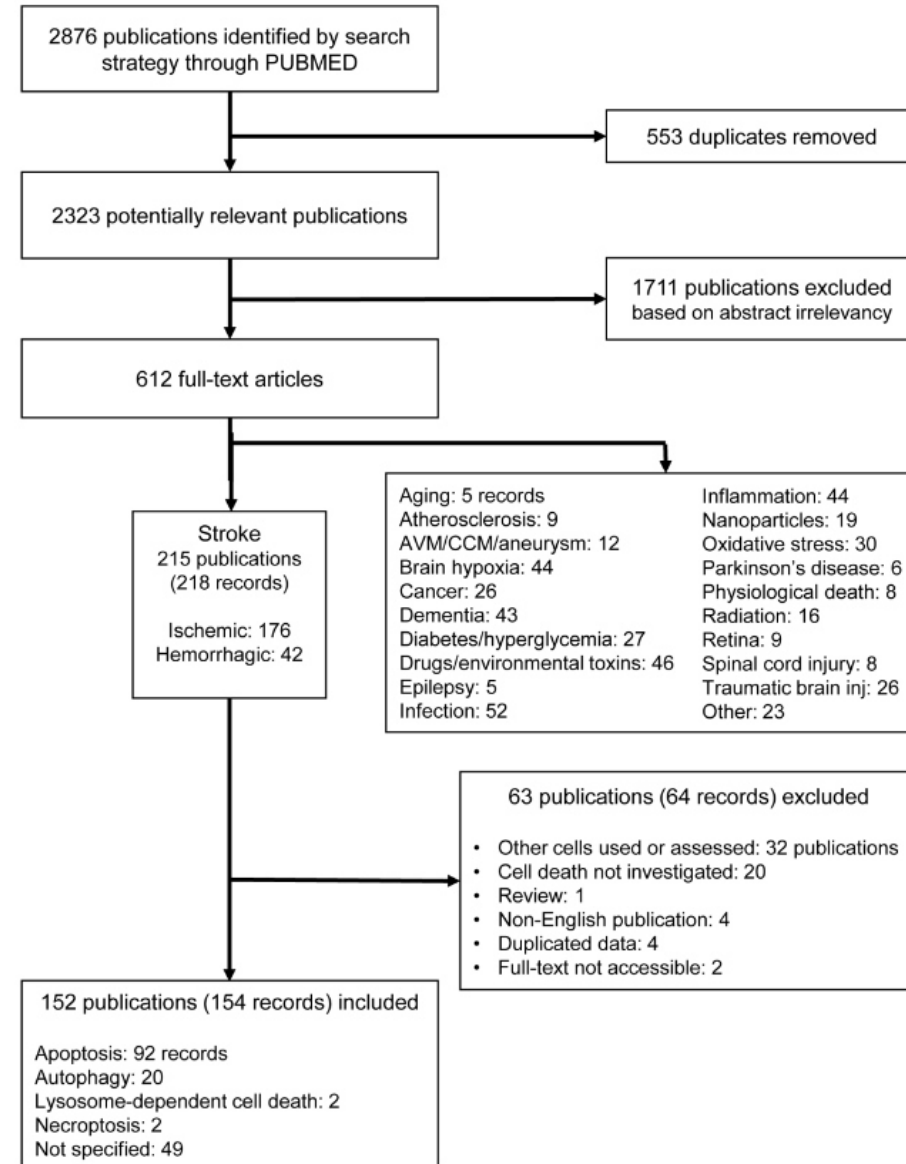 2876 publications identified by search
strategy through PUBMED
553 duplicates removed
2323 potentially relevant publications
1711 publications excluded
based on abstract irrelevancy
612 full-text articles
Stroke
215 publications
(218 records)
Ischemic: 176
Hemorrhagic: 42
Aging: 5 records
Atherosclerosis: 9
AVM/CCM/aneurysm: 12
Brain hypoxia: 44
Cancer: 26
Dementia: 43
Diabetes/hyperglycemia: 27
Drugs/environmental toxins: 46
Epilepsy: 5
Infection: 52
Inflammation: 44
Nanoparticles: 19
Oxidative stress: 30
Parkinson's disease: 6
Physiological death: 8
Radiation: 16
Retina: 9
Spinal cord injury: 8
Traumatic brain inj: 26
Other: 23
63 publications (64 records) excluded
• Other cells used or assessed: 32 publications
• Cell death not investigated: 20
• Review: 1
• Non-English publication: 4
• Duplicated data: 4
• Full-text not accessible: 2
152 publications (154 records) included
Apoptosis: 92 records
Autophagy: 20
Lysosome-dependent cell death: 2
Necroptosis: 2
Not specified: 49